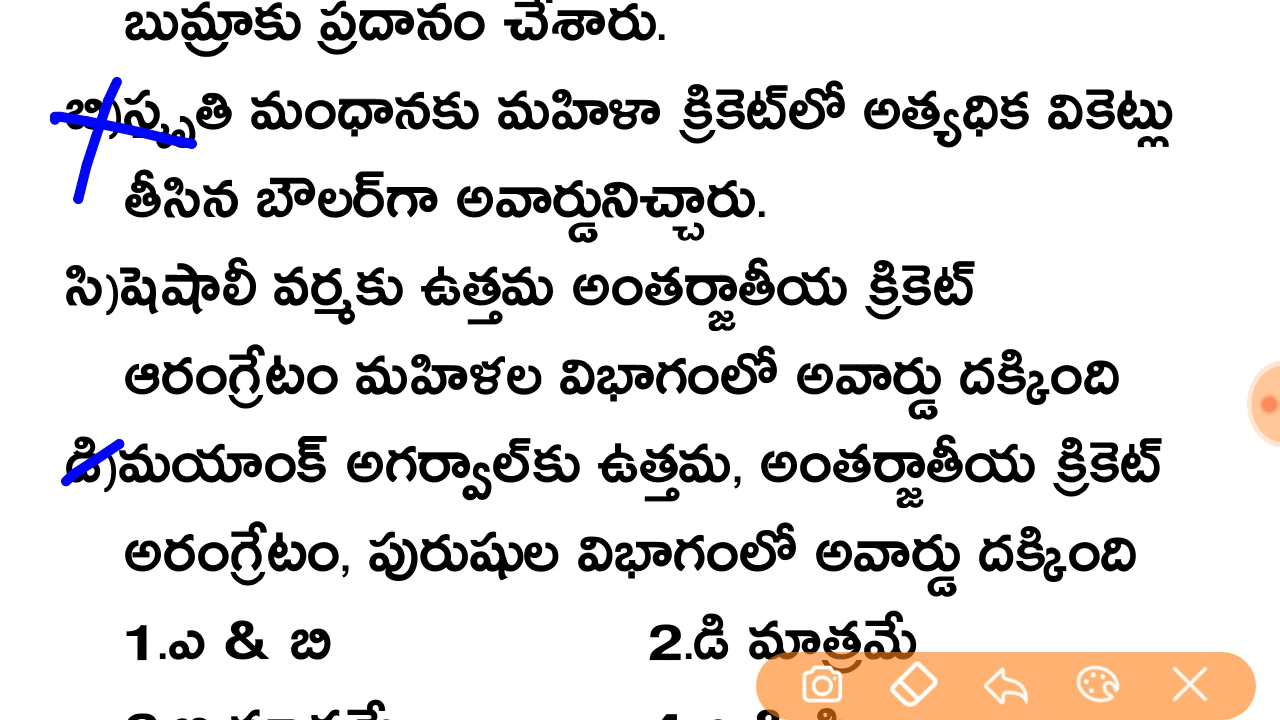 బుమ్రాకు ప్రదానం చేశారు.
బి)స్మృతి మంధానకు మహిళా క్రికెట్‌లో అత్యధిక వికెట్లు
తీసిన బౌలర్‌గా అవార్డునిచ్చారు.
సి)షెషాలీ వర్మకు ఉత్తమ అంతర్జాతీయ క్రికెట్
ఆరంగ్రేటం మహిళల విభాగంలో అవార్డు దక్కింది
డి)మయాంక్ అగర్వాల్‌కు ఉత్తమ, అంతర్జాతీయ క్రికెట్
అరంగ్రేటం, పురుషుల విభాగంలో అవార్డు దక్కింది
1.ఎ & బి 2.డి మాత్రమే